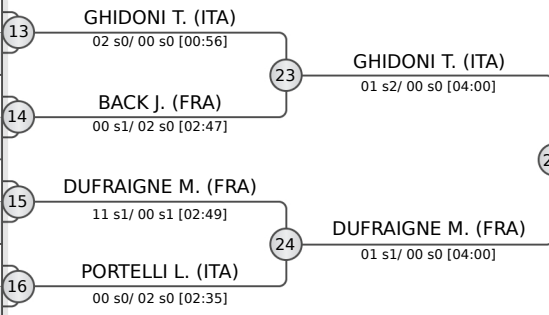 GHIDONI T. (ITA)
13
02 s0/ 00 s0 [00:56]
GHIDONI T. (ITA)
23
01 s2/ 00 s0 [04:00]
BACK J. (FRA)
14
00 s1/ 02 s0 [02:47]
DUFRAIGNE M. (FRA)
15
11 s1/ 00 s1 [02:49]
DUFRAIGNE M. (FRA)
24
01 s1/ 00 s0 [04:00]
PORTELLI L. (ITA)
16
00 s0/ 02 s0 [02:35]